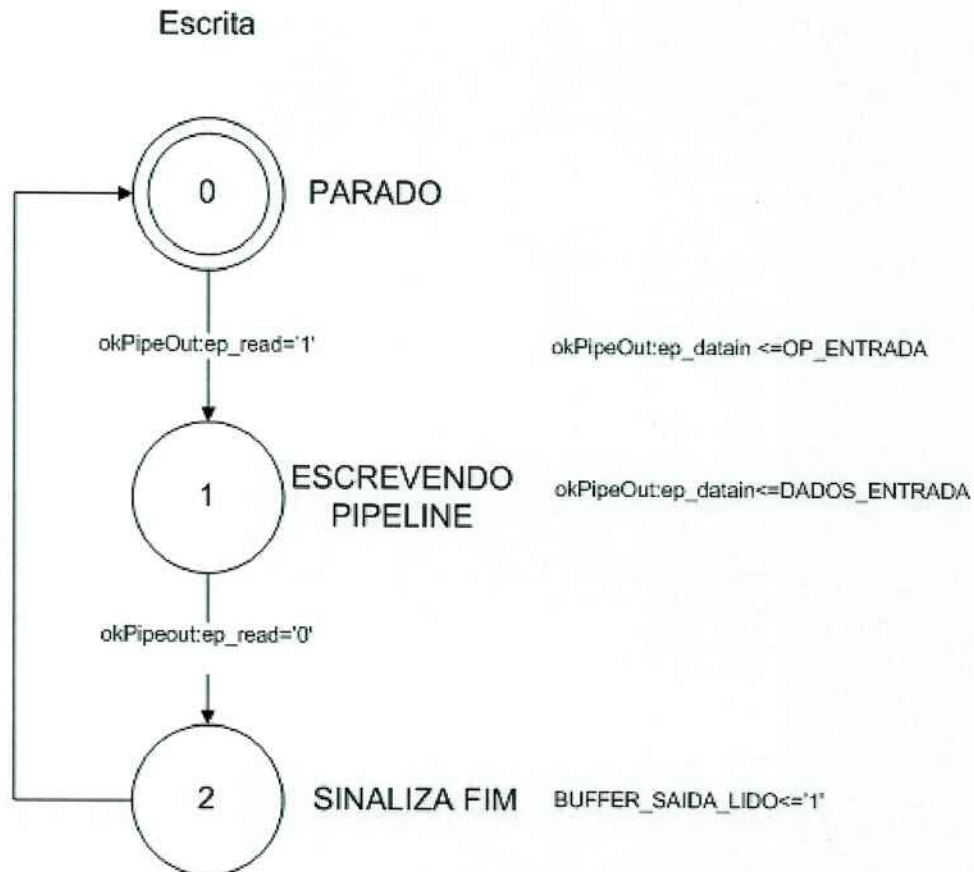 Escrita
0
PARADO
okPipeOut:ep_read='1'
okPipeOut:ep_datain <=OP_ENTRADA
1
ESCREVENDO
PIPELINE
okPipeOut:ep_datain<=DADOS_ENTRADA
okPipeout:ep_read='0'
2
SINALIZA FIM
BUFFER_SAIDA_LIDO<='1'